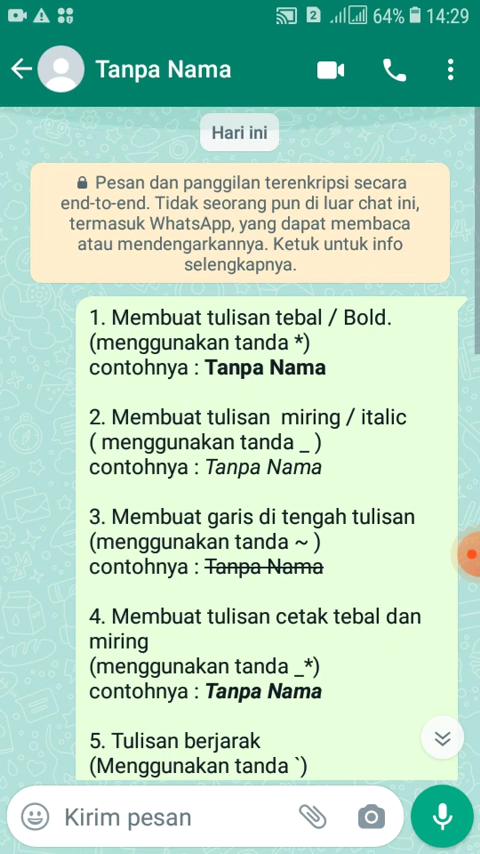 2 64% 14:29
Tanpa Nama
Hari ini
Pesan dan panggilan terenkripsi secara
end-to-end. Tidak seorang pun di luar chat ini,
termasuk WhatsApp, yang dapat membaca
atau mendengarkannya. Ketuk untuk info
selengkapnya.
1. Membuat tulisan tebal / Bold.
(menggunakan tanda *)
contohnya : Tanpa Nama
2. Membuat tulisan  miring / italic
( menggunakan tanda _ )
contohnya : Tanpa Nama
3. Membuat garis di tengah tulisan
(menggunakan tanda ~ )
contohnya : Tanpa Nama
4. Membuat tulisan cetak tebal dan
miring
(menggunakan tanda _*)
contohnya : Tanpa Nama
5. Tulisan berjarak
(Menggunakan tanda `)
Kirim pesan